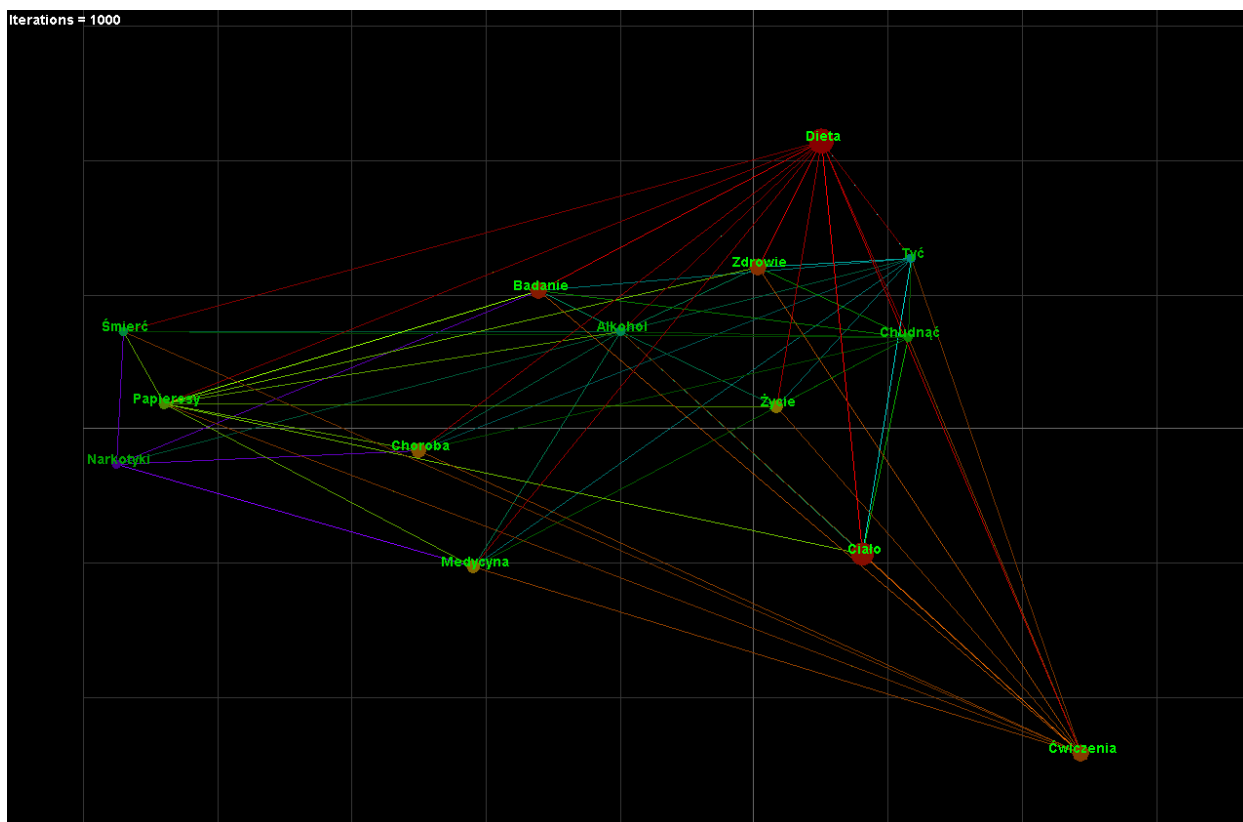 Iterations = 1000
Dieta
Tyć
Zdrowie
Badanie
Śmierć
Alkohol
Chudnąć
Papierosy
Życie
Choroba
Narkotyki
Ciało
Medycyna
Ćwiczenia